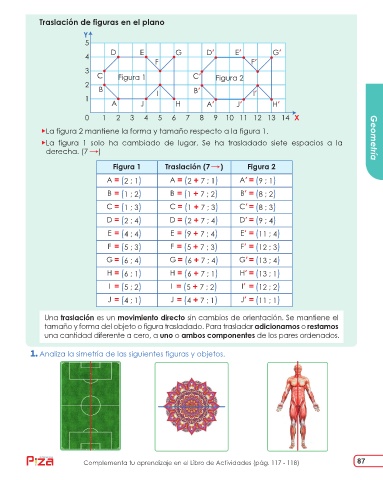 Traslación de figuras en el plano
Y
5
D E G D' E' G'
4
F F'
3
C Figura 1 C' Figura 2
2
B I B' I'
1
A J H A' J' H'
0 1 2 3 4 5 6 7 8 9 10 11 12 13 14 X
Geometría
▸La figura 2 mantiene la forma y tamaño respecto a la figura 1.
▸La figura 1 solo ha cambiado de lugar. Se ha trasladado siete espacios a la
derecha. (7 →)
Figura 1 Traslación (7 →) Figura 2
A = (2 ; 1) A = (2 + 7 ; 1) A' = (9 ; 1)
B = (1 ; 2) B = (1 + 7 ; 2) B' = (8 ; 2)
C = (1 ; 3) C = (1 + 7 ; 3) C' = (8 ; 3)
D = (2 ; 4) D = (2 + 7 ; 4) D' = (9 ; 4)
E = (4 ; 4) E = (9 + 7 ; 4) E' = (11 ; 4)
F = (5 ; 3) F = (5 + 7 ; 3) F' = (12 ; 3)
G = (6 ; 4) G = (6 + 7 ; 4) G' = (13 ; 4)
H = (6 ; 1) H = (6 + 7 ; 1) H' = (13 ; 1)
I = (5 ; 2) I = (5 + 7 ; 2) I' = (12 ; 2)
J = (4 ; 1) J = (4 + 7 ; 1) J' = (11 ; 1)
Una traslación es un movimiento directo sin cambios de orientación. Se mantiene el
tamaño y forma del objeto o figura trasladado. Para trasladar adicionamos o restamos
una cantidad diferente a cero, a uno o ambos componentes de los pares ordenados.
1. Analiza la simetría de las siguientes figuras y objetos.
Complementa tu aprendizaje en el Libro de Actividades (pág. 117 - 118) 87